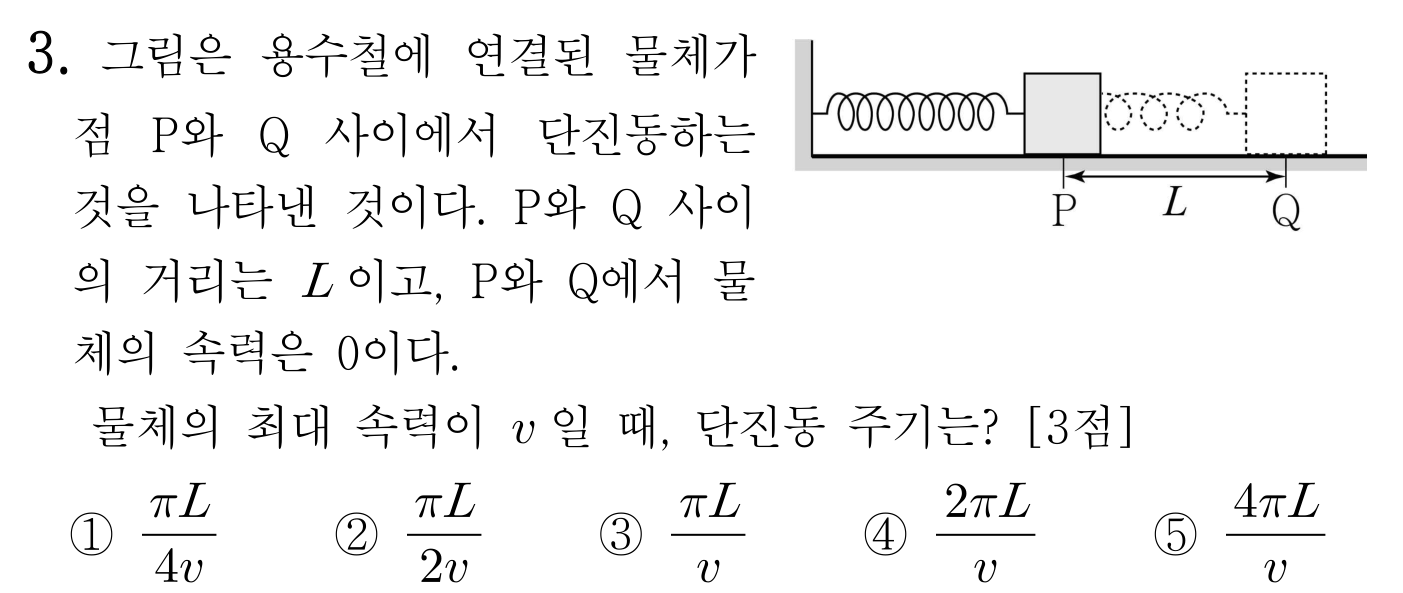 3. 그림은 용수철에 연결된 물체가
점 P와 Q 사이에서 단진동하는
것을 나타낸 것이다. P와 Q 사이
의 거리는 L이고, P와 Q에서 물
체의 속력은 0이다.
P L Q
물체의 최대 속력이 v일 때, 단진동 주기는? [3점]
① πL/4v ② πL/2v ③ πL/v ④ 2πL/v ⑤ 4πL/v